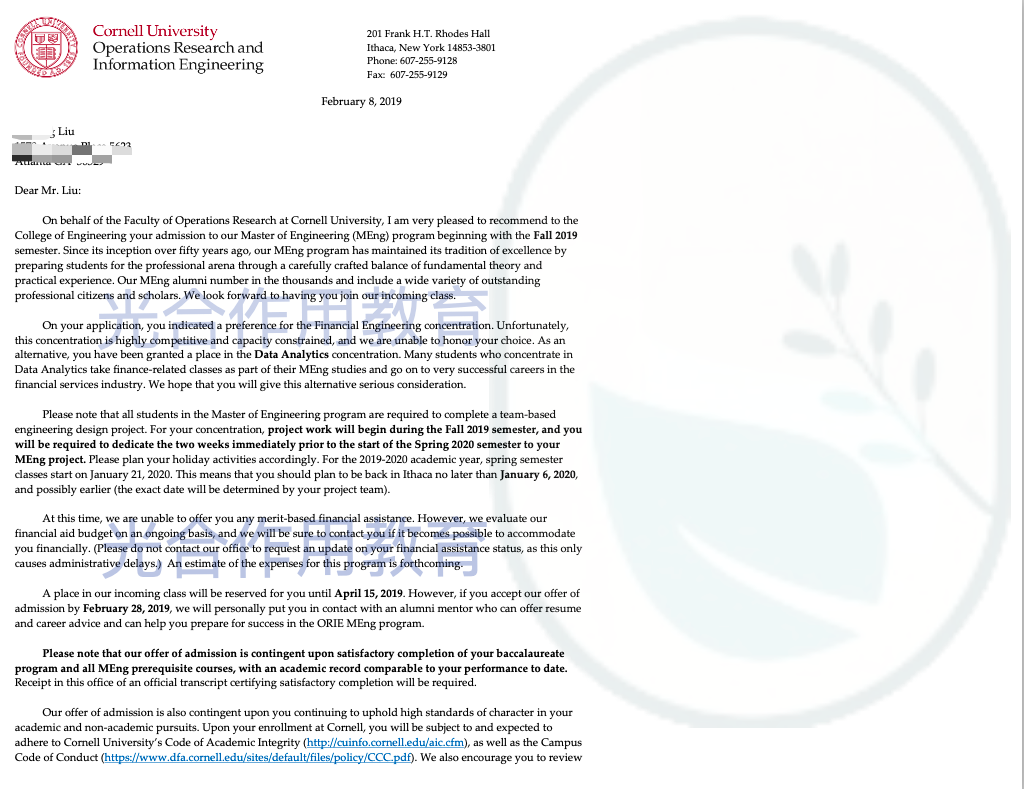 Cornell University
Operations Research and
Information Engineering
201 Frank H.T. Rhodes Hall
Ithaca, New York 14853-3801
Phone: 607-255-9128
Fax: 607-255-9129
February 8, 2019
Liu
Dear Mr. Liu:
On behalf of the Faculty of Operations Research at Cornell University, I am very pleased to recommend to the
College of Engineering your admission to our Master of Engineering (MEng) program beginning with the Fall 2019
semester. Since its inception over fifty years ago, our MEng program has maintained its tradition of excellence by
preparing students for the professional arena through a carefully crafted balance of fundamental theory and
practical experience. Our MEng alumni number in the thousands and include a wide variety of outstanding
professional citizens and scholars. We look forward to having you join our incoming class.
光合作用教育
On your application, you indicated a preference for the Financial Engineering concentration. Unfortunately,
this concentration is highly competitive and capacity constrained, and we are unable to honor your choice. As an
alternative, you have been granted a place in the Data Analytics concentration. Many students who concentrate in
Data Analytics take finance-related classes as part of their MEng studies and go on to very successful careers in the
financial services industry. We hope that you will give this alternative serious consideration.
Please note that all students in the Master of Engineering program are required to complete a team-based
engineering design project. For your concentration, project work will begin during the Fall 2019 semester, and you
will be required to dedicate the two weeks immediately prior to the start of the Spring 2020 semester to your
MEng project. Please plan your holiday activities accordingly. For the 2019-2020 academic year, spring semester
classes start on January 21, 2020. This means that you should plan to be back in Ithaca no later than January 6, 2020,
and possibly earlier (the exact date will be determined by your project team).
At this time, we are unable to offer you any merit-based financial assistance. However, we evaluate our
financial aid budget on an ongoing basis, and we will be sure to contact you if it becomes possible to accommodate
you financially. (Please do not contact our office to request an update on your financial assistance status, as this only
causes administrative delays.) An estimate of the expenses for this program is forthcoming.
光合作用教育
A place in our incoming class will be reserved for you until April 15, 2019. However, if you accept our offer of
admission by February 28, 2019, we will personally put you in contact with an alumni mentor who can offer resume
and career advice and can help you prepare for success in the ORIE MEng program.
Please note that our offer of admission is contingent upon satisfactory completion of your baccalaureate
program and all MEng prerequisite courses, with an academic record comparable to your performance to date.
Receipt in this office of an official transcript certifying satisfactory completion will be required.
Our offer of admission is also contingent upon you continuing to uphold high standards of character in your
academic and non-academic pursuits. Upon your enrollment at Cornell, you will be subject to and expected to
adhere to Cornell University's Code of Academic Integrity (http://cuinfo.cornell.edu/aic.cfm), as well as the Campus
Code of Conduct (https://www.dfa.cornell.edu/sites/default/files/policy/CCC.pdf). We also encourage you to review